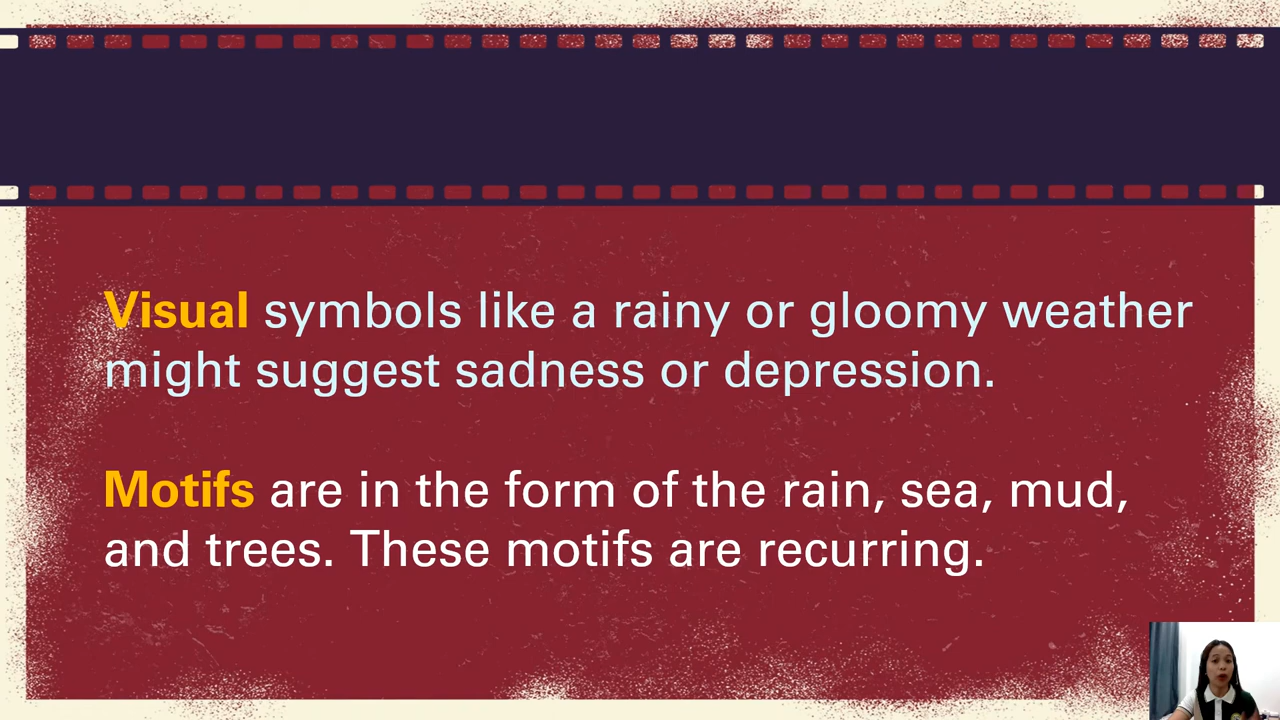 Visual symbols like a rainy or gloomy weather
might suggest sadness or depression.
Motifs are in the form of the rain, sea, mud,
and trees. These motifs are recurring.